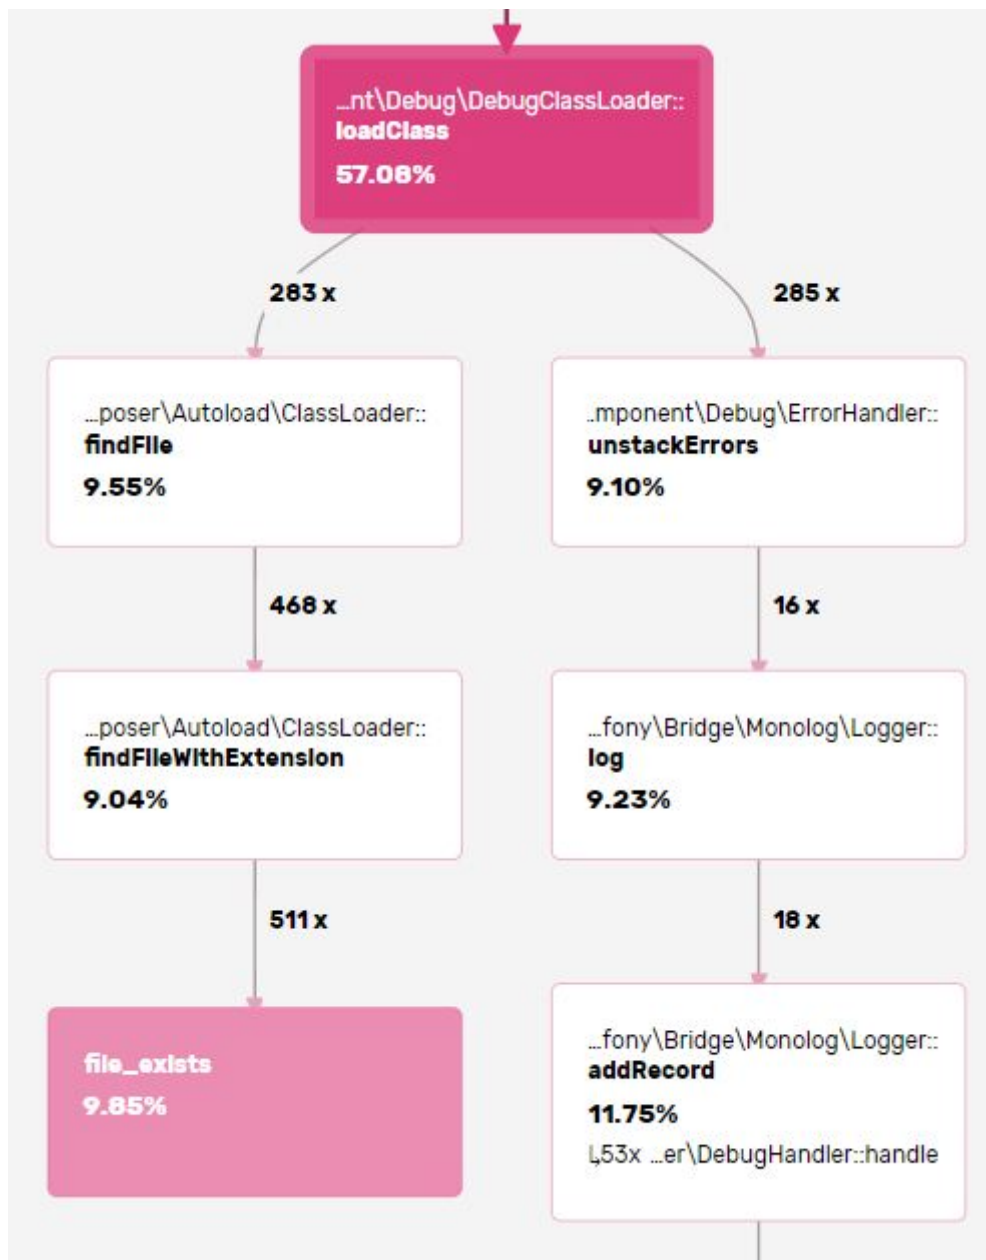 …nt\Debug\DebugClassLoader::
loadClass
57.08%
283 x
285 x
…poser\Autoload\ClassLoader::
findFile
9.55%
..mponent\Debug\ErrorHandler::
unstackErrors
9.10%
468 x
16 x
…poser\Autoload\ClassLoader::
findFileWithExtension
9.04%
…fony\Bridge\Monolog\Logger::
log
9.23%
511 x
18 x
file_exists
9.85%
…fony\Bridge\Monolog\Logger::
addRecord
11.75%
↳53x …er\DebugHandler::handle